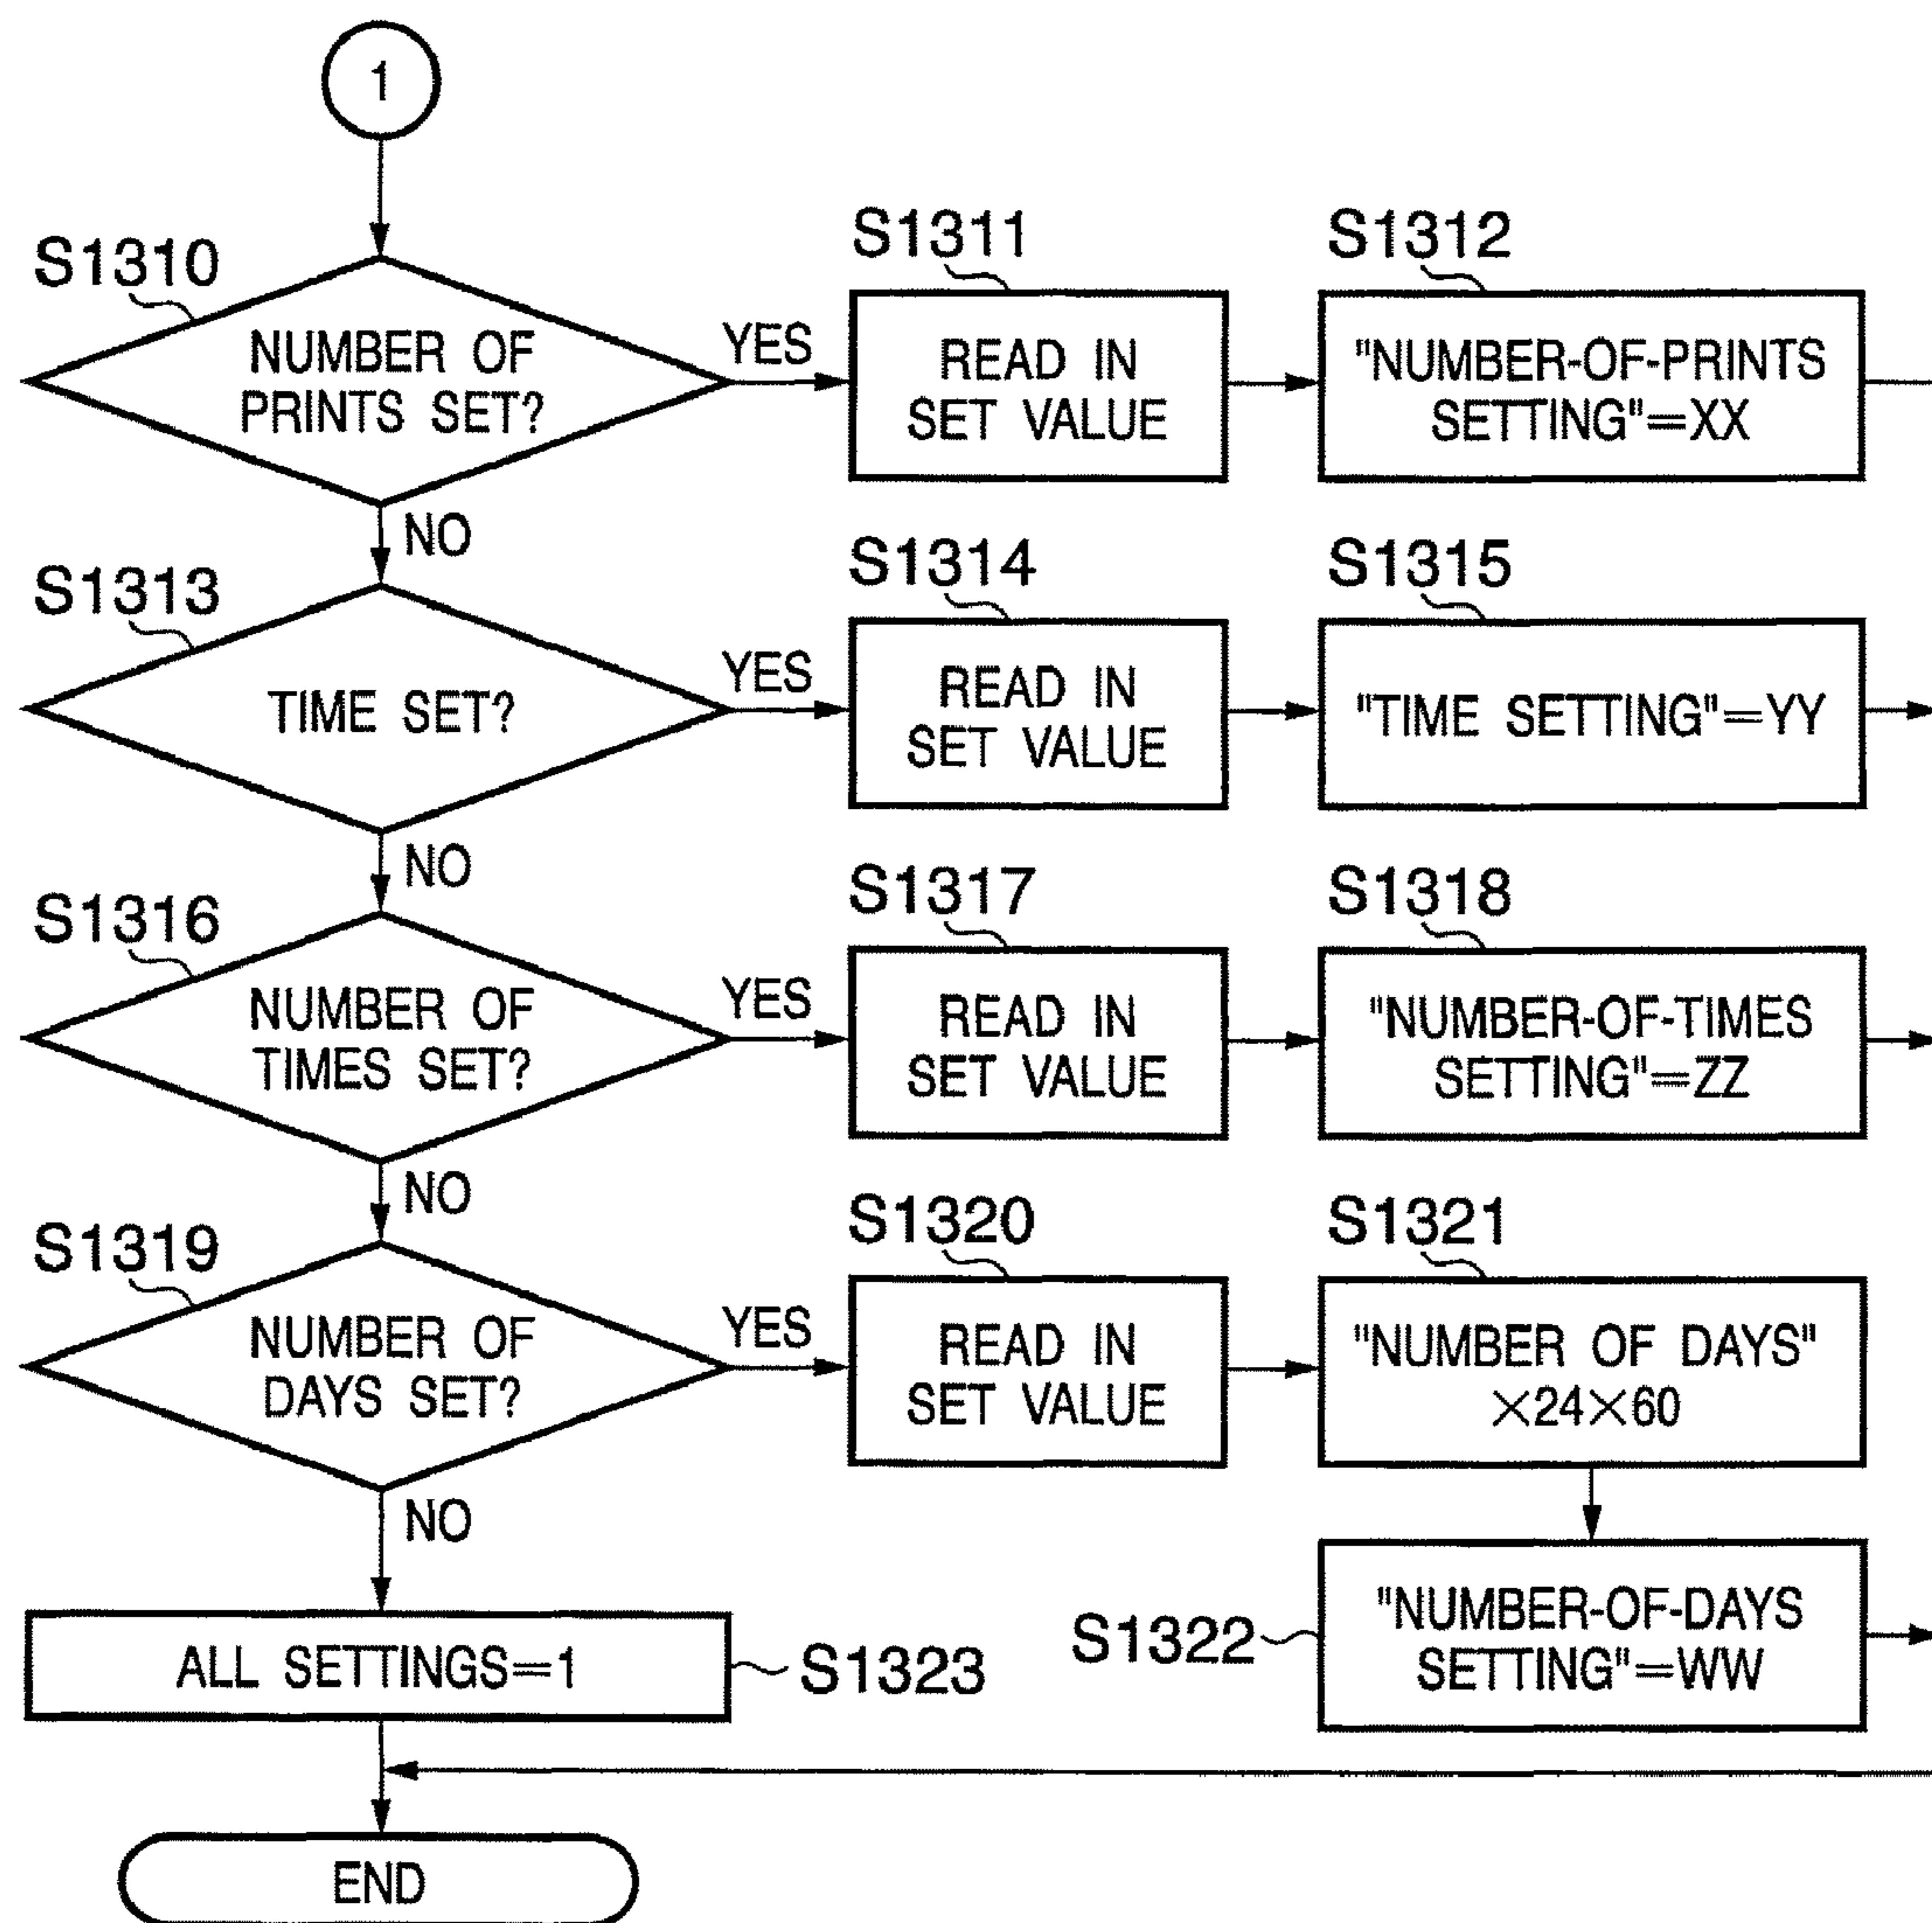 1
S1310
NUMBER OF
PRINTS SET?
YES
NO
S1311
READ IN
SET VALUE
S1312
"NUMBER-OF-PRINTS
SETTING"=XX
S1313
TIME SET?
YES
NO
S1314
READ IN
SET VALUE
S1315
"TIME SETTING"=YY
S1316
NUMBER OF
TIMES SET?
YES
NO
S1317
READ IN
SET VALUE
S1318
"NUMBER-OF-TIMES
SETTING"=ZZ
S1319
NUMBER OF
DAYS SET?
YES
NO
S1320
READ IN
SET VALUE
S1321
"NUMBER OF DAYS"
×24×60
S1322
"NUMBER-OF-DAYS
SETTING"=WW
ALL SETTINGS=1
S1323
END